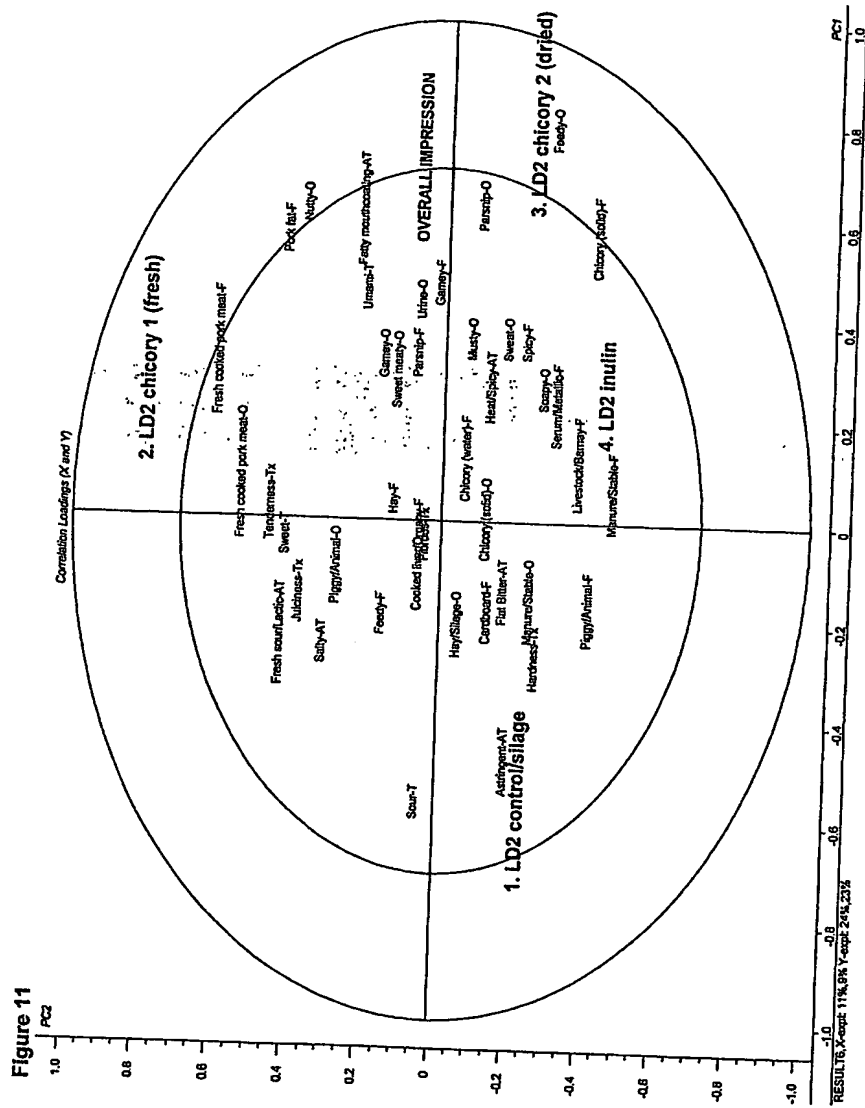 Figure 11
PC2
Correlation Loadings (X and Y)
1.0
0.8
0.6
0.4
0.2
0
-0.2
-0.4
-0.6
-0.8
-1.0
2. LD2 chicory 1 (fresh)
Fresh cooked pork meat-F
Fresh cooked pork meat-O
Pork fat-F
Nutty-O
Tenderness-Tx
Sweet-T
Fresh sour/Lactic-AT
Juiciness-Tx
Salty-AT
Piggy/Animal-O
Umami-T
Fatty mouthcoating-AT
Gamey-O
Sweet meaty-O
Feedy-F
Hay-F
Parsnip-F
Urine-O
OVERALL IMPRESSION
Gamey-F
Sour-T
Hay/Silage-O
Chicory (water)-F
Musty-O
Parsnip-O
Cardboard-F
Chicory (solid)-O
Heat/Spicy-AT
Sweat-O
Flat Bitter-AT
Spicy-F
Astringent-AT
1. LD2 control/silage
Manure/Stable-O
Hardness-Tx
Soapy-O
Serum/Metallic-F
3. LD2 chicory 2 (dried)
Feedy-O
Chicory (solid)-F
Piggy/Animal-F
Livestock/Barnay-F
Manure/Stable-F
4. LD2 inulin
PC1
-1.0
-0.8
-0.6
-0.4
-0.2
0
0.2
0.4
0.6
0.8
1.0
RESULT6, X-expl: 11%,9% Y-expl: 24%,23%